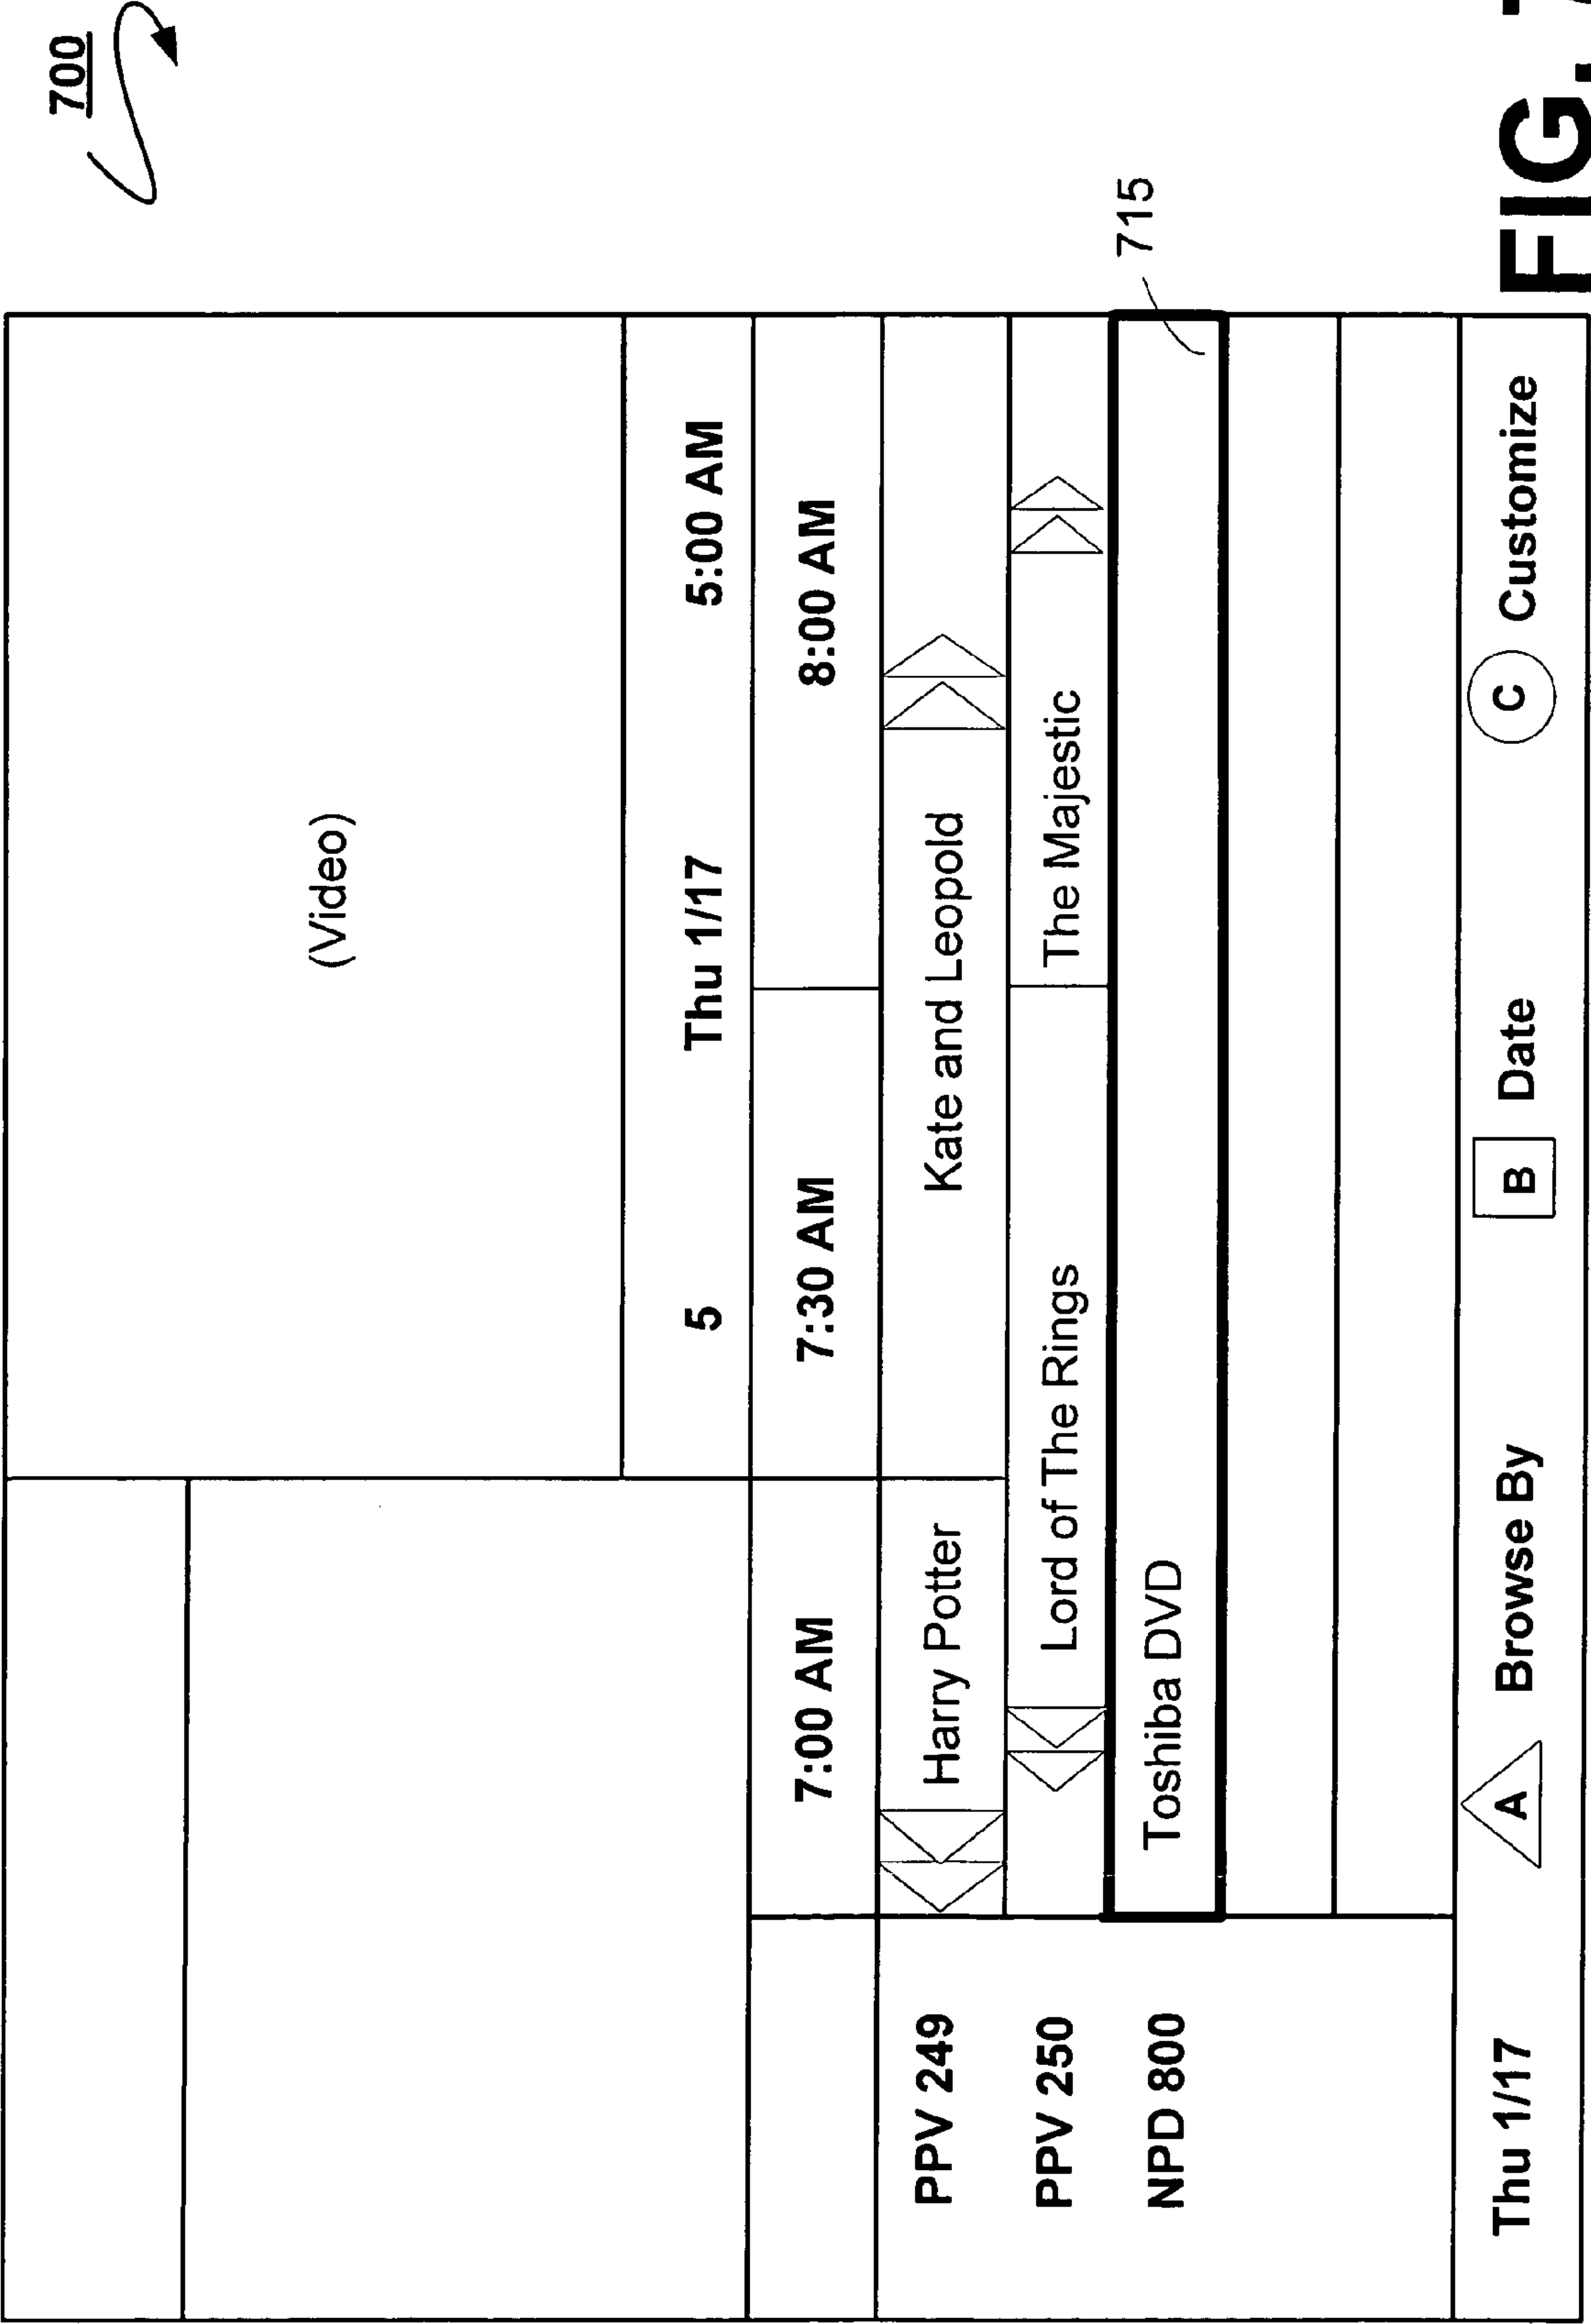 700
(Video)
5 Thu 1/17 5:00 AM
7:00 AM 7:30 AM 8:00 AM
PPV 249 Harry Potter Kate and Leopold
PPV 250 Lord of The Rings The Majestic
NPD 800 Toshiba DVD
715
Thu 1/17 A Browse By B Date C Customize
FIG.